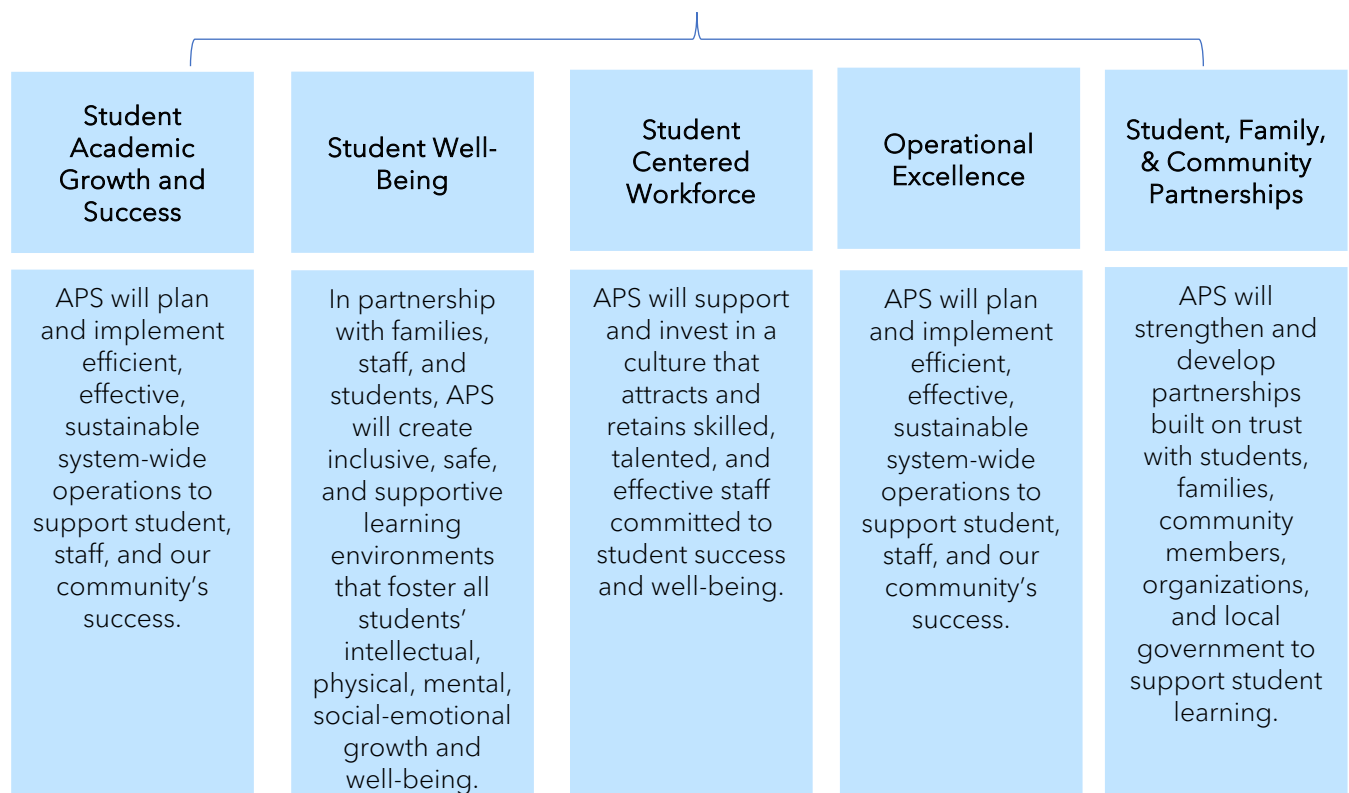 Student
Academic
Growth and
Success
Student Well-
Being
Student
Centered
Workforce
Operational
Excellence
Student, Family,
& Community
Partnerships
APS will plan
and implement
efficient,
effective,
sustainable
system-wide
operations to
support student,
staff, and our
community’s
success.
In partnership
with families,
staff, and
students, APS
will create
inclusive, safe,
and supportive
learning
environments
that foster all
students’
intellectual,
physical, mental,
social-emotional
growth and
well-being.
APS will support
and invest in a
culture that
attracts and
retains skilled,
talented, and
effective staff
committed to
student success
and well-being.
APS will plan
and implement
efficient,
effective,
sustainable
system-wide
operations to
support student,
staff, and our
community’s
success.
APS will
strengthen and
develop
partnerships
built on trust
with students,
families,
community
members,
organizations,
and local
government to
support student
learning.